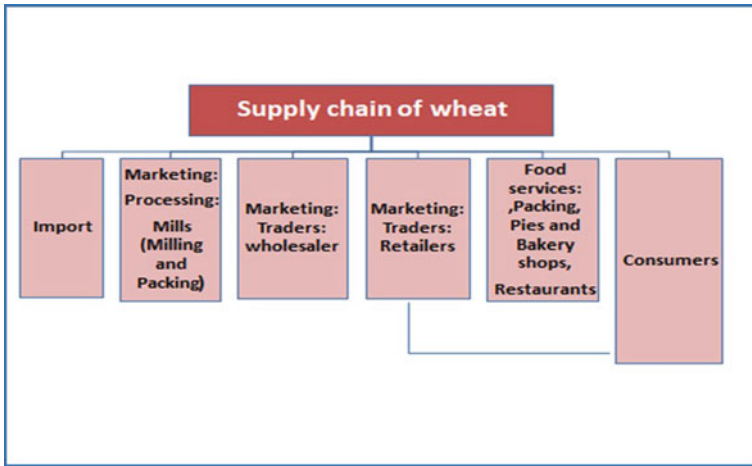 Supply chain of wheat
Import
Marketing:
Processing:
Mills
(Milling
and
Packing)
Marketing:
Traders:
wholesaler
Marketing:
Traders:
Retailers
Food
services:
,Packing,
Pies and
Bakery
shops,
Restaurants
Consumers